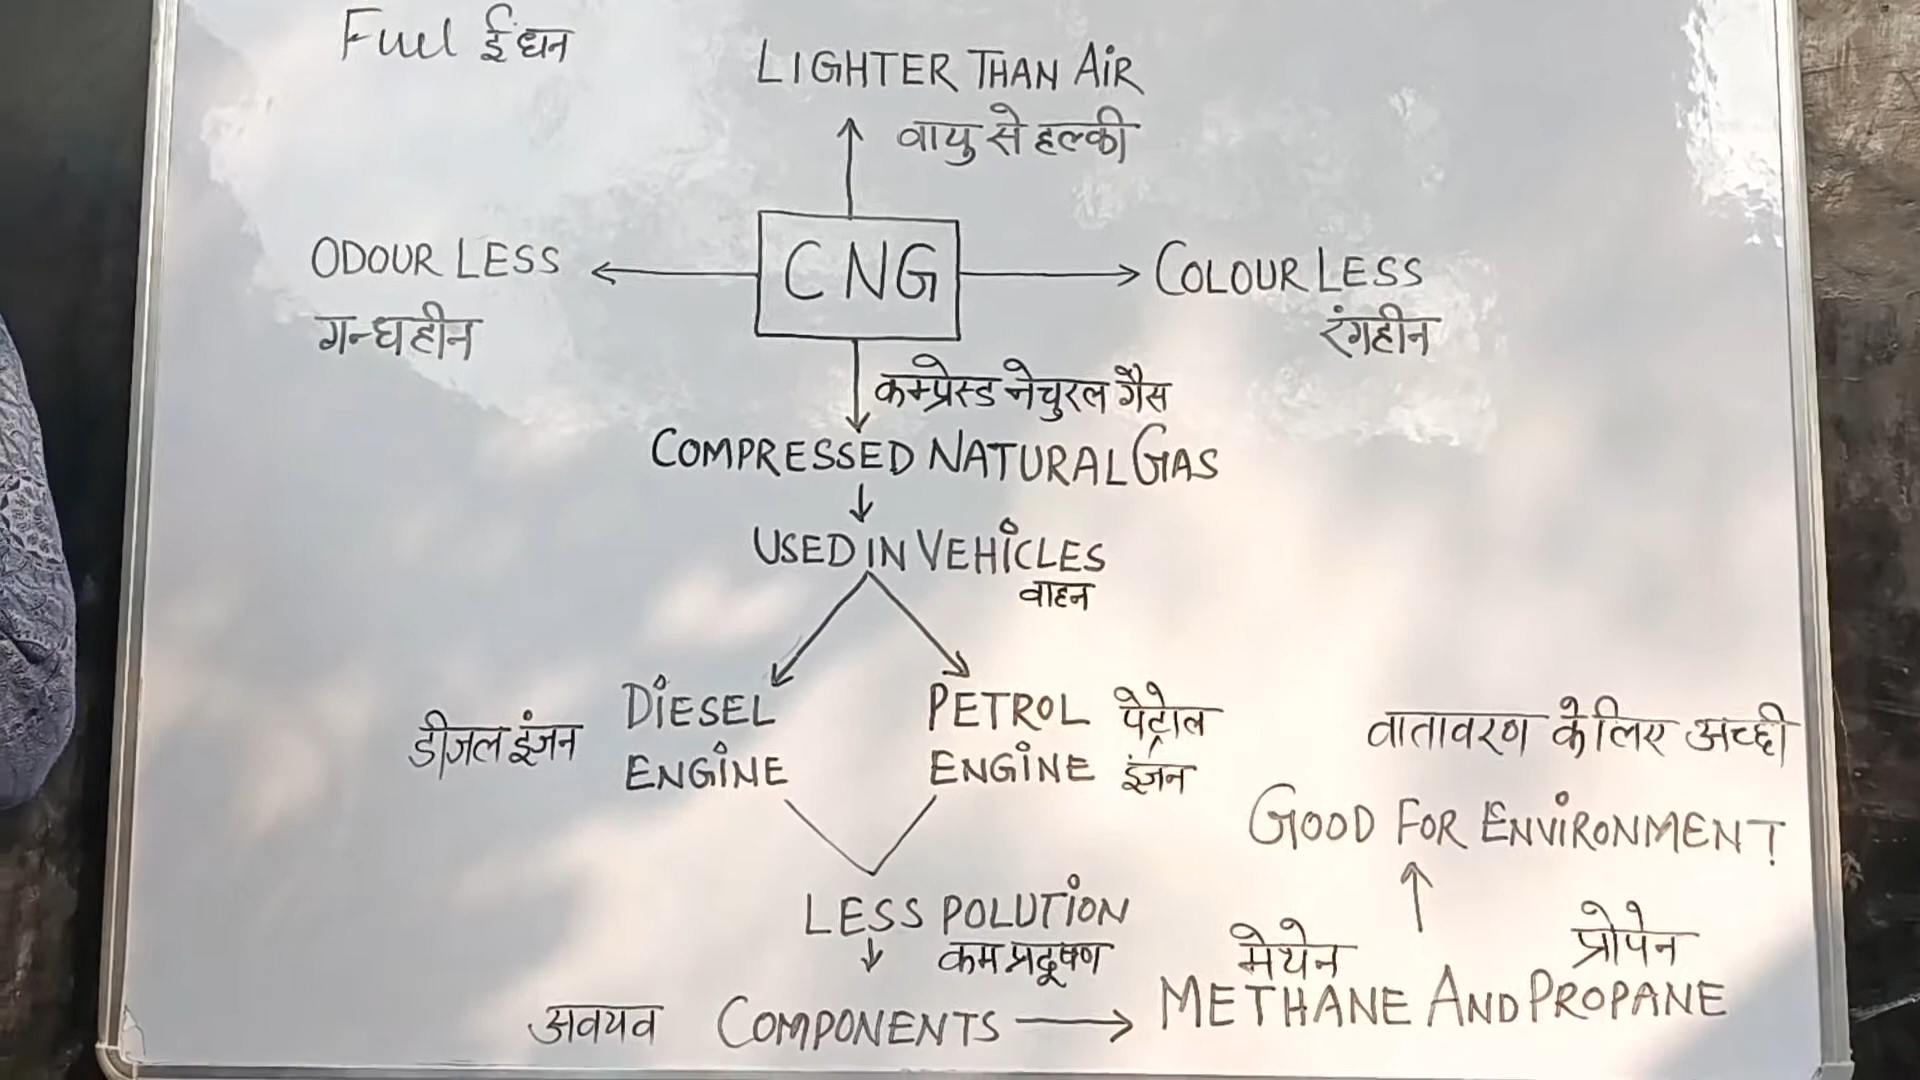 Fuel ईंधन
LIGHTER THAN AIR
वायु से हल्की
CNG
ODOUR LESS
गन्धहीन
COLOUR LESS
रंगहीन
कम्प्रेस्ड नेचुरल गैस
COMPRESSED NATURAL GAS
USED IN VEHICLES
वाहन
डीजल इंजन
DIESEL
ENGINE
PETROL
ENGINE
पेट्रोल
इंजन
LESS POLUTION
कम प्रदूषण
अवयव
COMPONENTS
मेथेन
प्रोपेन
METHANE AND PROPANE
वातावरण के लिए अच्छी
GOOD FOR ENVIRONMENT